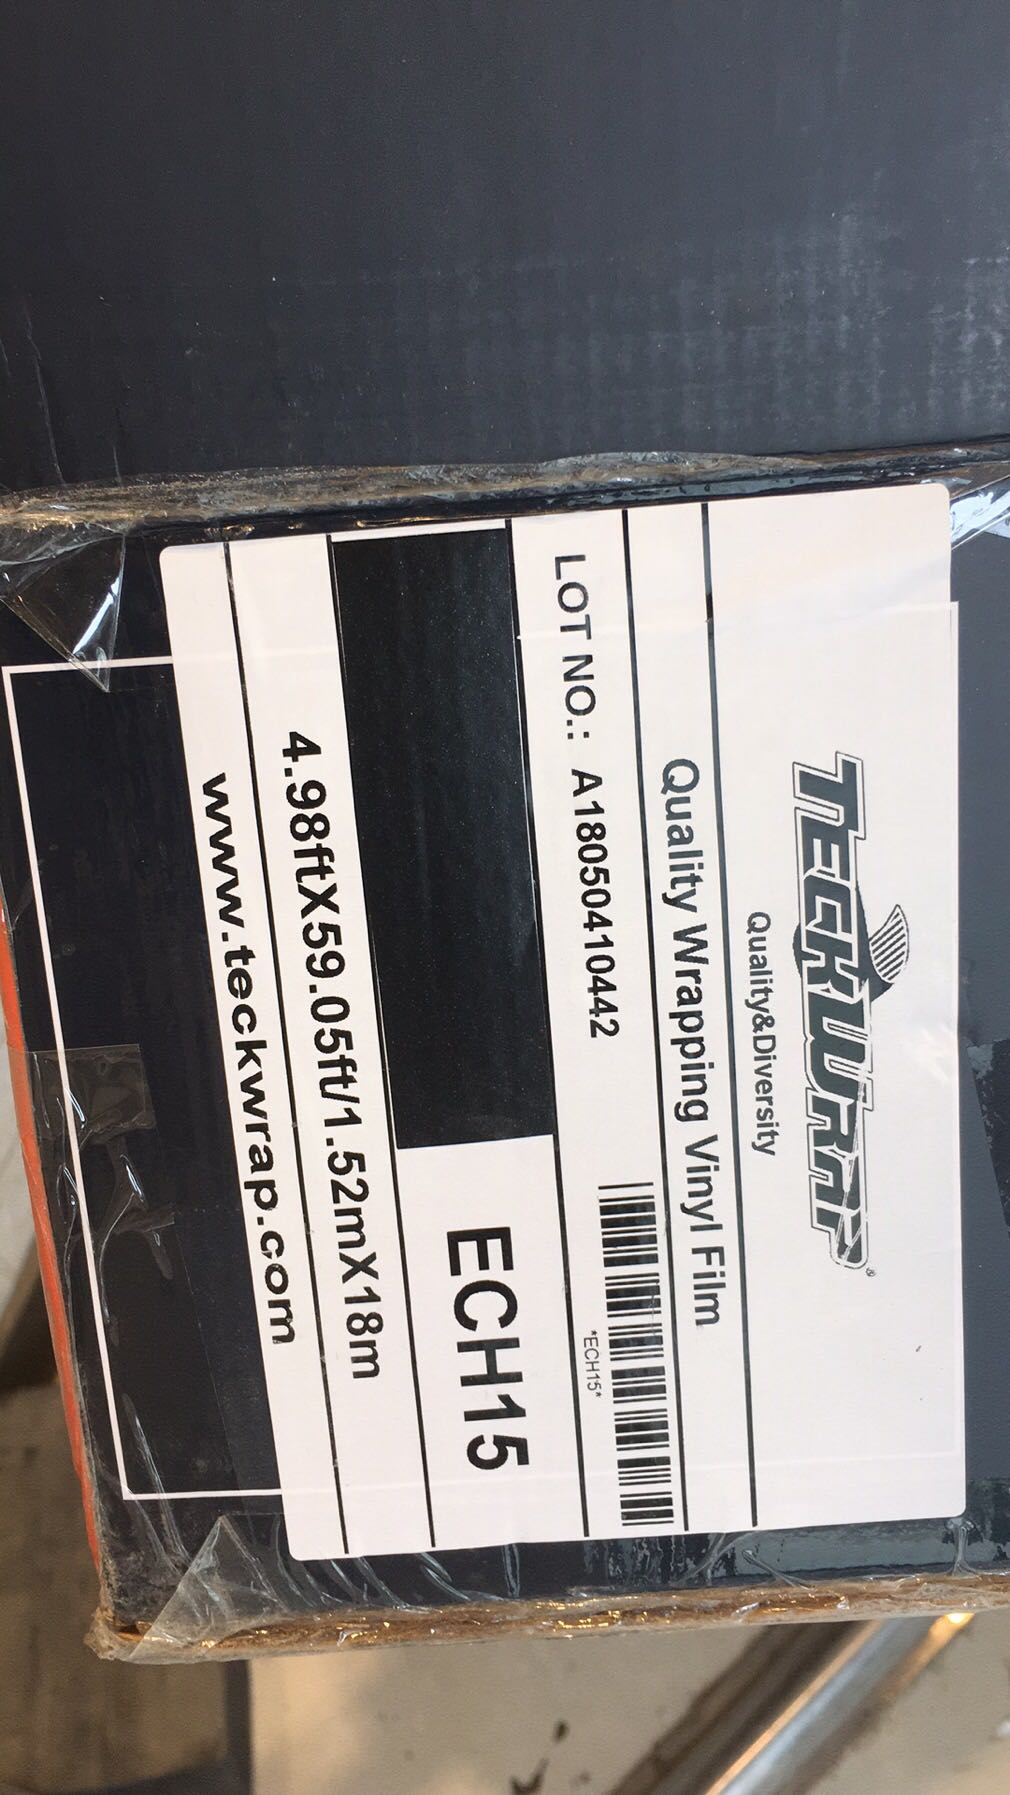 TECKWRAP®
Quality&Diversity
Quality Wrapping Vinyl Film
LOT NO.: A180504410442
*ECH15*
ECH15
4.98ftX59.05ft/1.52mX18m
www.teckwrap.com